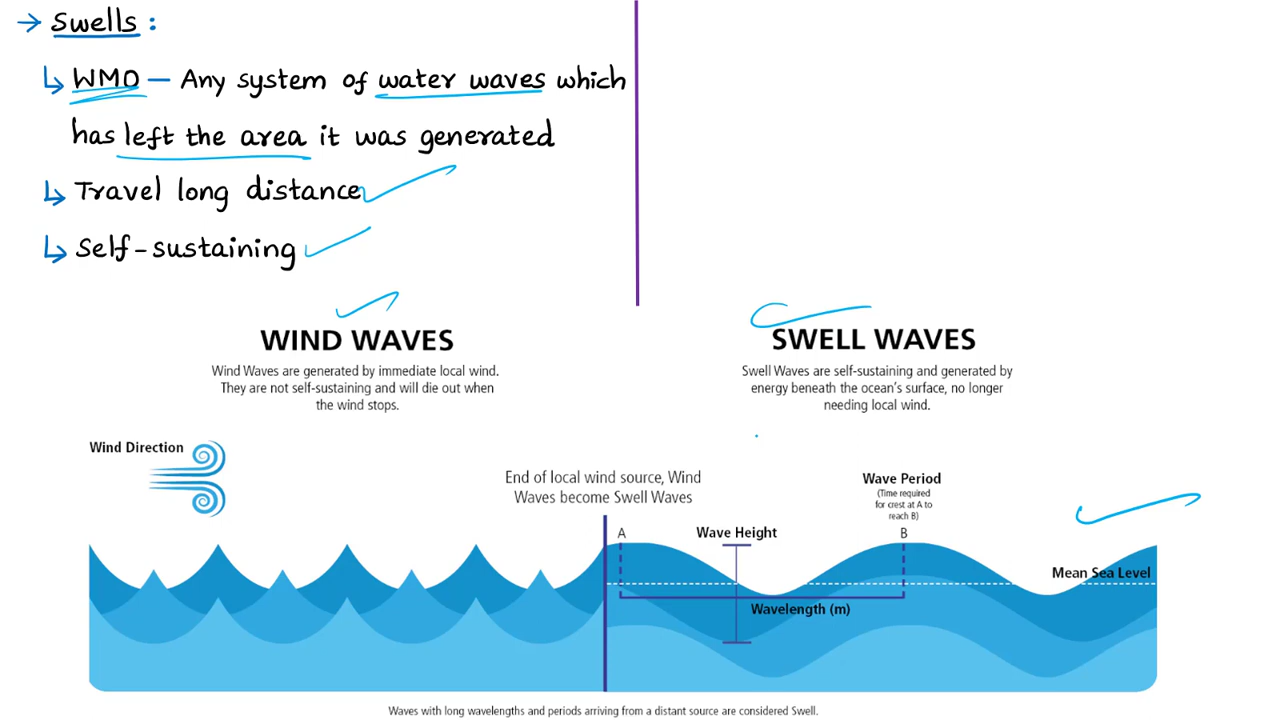 → Swells :
↳ WMO — Any system of water waves which
has left the area it was generated
↳ Travel long distance
↳ Self-sustaining
WIND WAVES
Wind Waves are generated by immediate local wind.
They are not self-sustaining and will die out when
the wind stops.
SWELL WAVES
Swell Waves are self-sustaining and generated by
energy beneath the ocean's surface, no longer
needing local wind.
Wind Direction
End of local wind source, Wind
Waves become Swell Waves
Wave Period
(Time required
for crest at A to
reach B)
A
Wave Height
B
Mean Sea Level
Wavelength (m)
Waves with long wavelengths and periods arriving from a distant source are considered Swell.